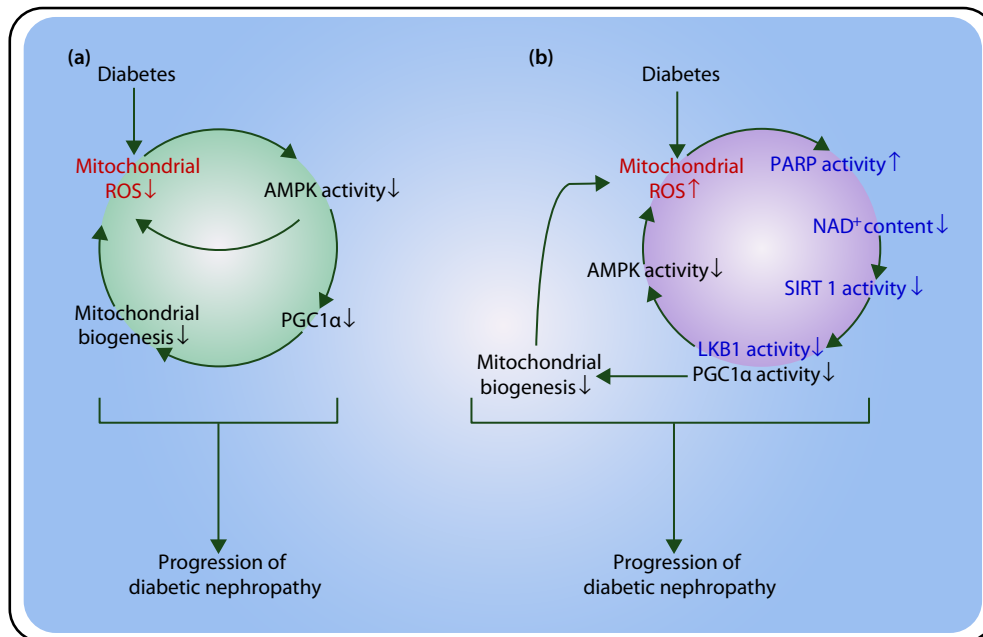 (a)
Diabetes
Mitochondrial
ROS↓
AMPK activity↓
PGC1α↓
Mitochondrial
biogenesis↓
Progression of
diabetic nephropathy
(b)
Diabetes
Mitochondrial
ROS↑
PARP activity↑
NAD⁺content↓
SIRT 1 activity↓
LKB1 activity↓
PGC1α activity↓
AMPK activity↓
Mitochondrial
biogenesis↓
Progression of
diabetic nephropathy